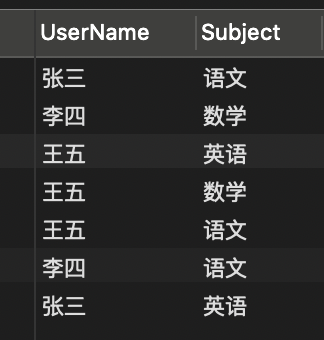 UserName Subject
张三 语文
李四 数学
王五 英语
王五 数学
王五 语文
李四 语文
张三 英语